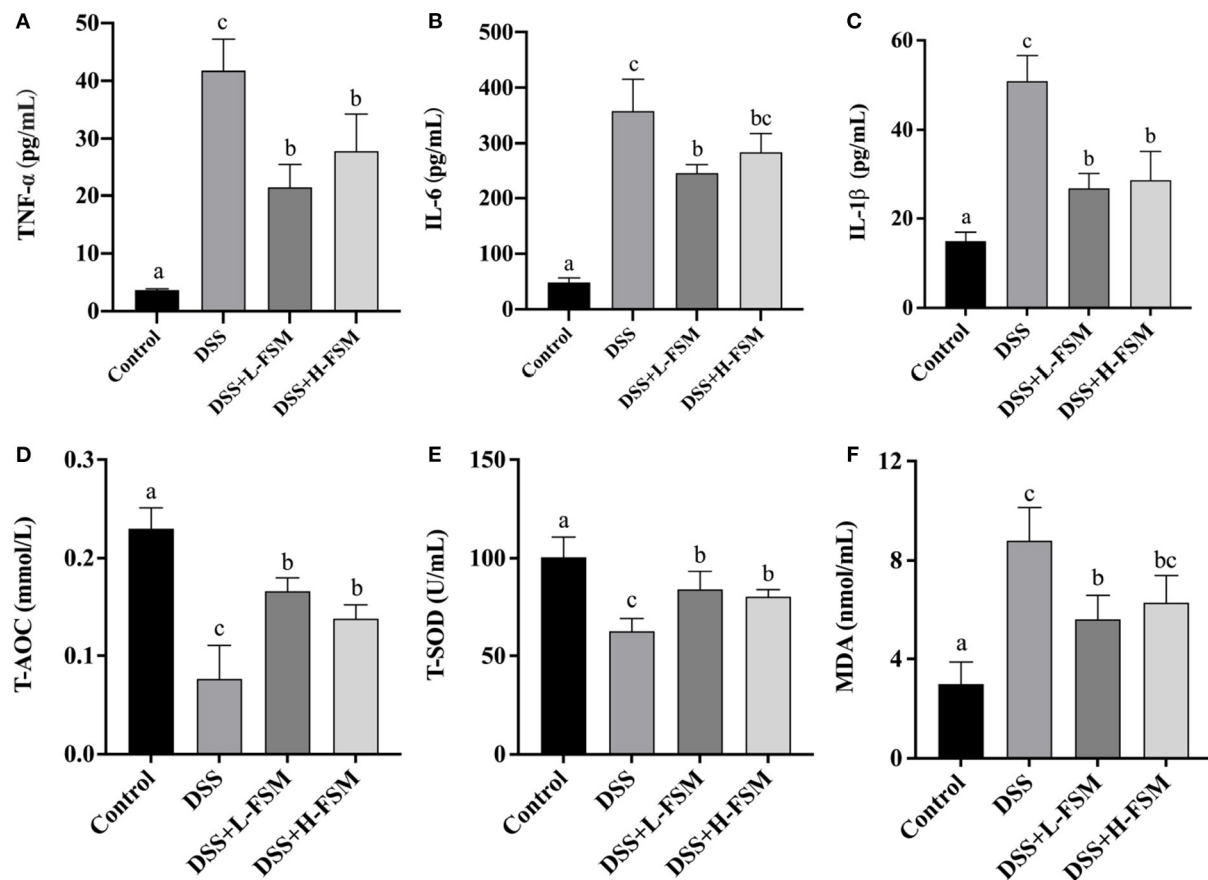 A
TNF-α (pg/mL)
50
40
30
20
10
0
a
c
b
b
Control
DSS
DSS+L-FSM
DSS+H-FSM
B
IL-6 (pg/mL)
500
400
300
200
100
0
a
c
b
bc
Control
DSS
DSS+L-FSM
DSS+H-FSM
C
IL-1β (pg/mL)
60
40
20
0
a
c
b
b
Control
DSS
DSS+L-FSM
DSS+H-FSM
D
T-AOC (mmol/L)
0.3
0.2
0.1
0.0
a
c
b
b
Control
DSS
DSS+L-FSM
DSS+H-FSM
E
T-SOD (U/mL)
150
100
50
0
a
c
b
b
Control
DSS
DSS+L-FSM
DSS+H-FSM
F
MDA (nmol/mL)
12
8
4
0
a
c
b
bc
Control
DSS
DSS+L-FSM
DSS+H-FSM